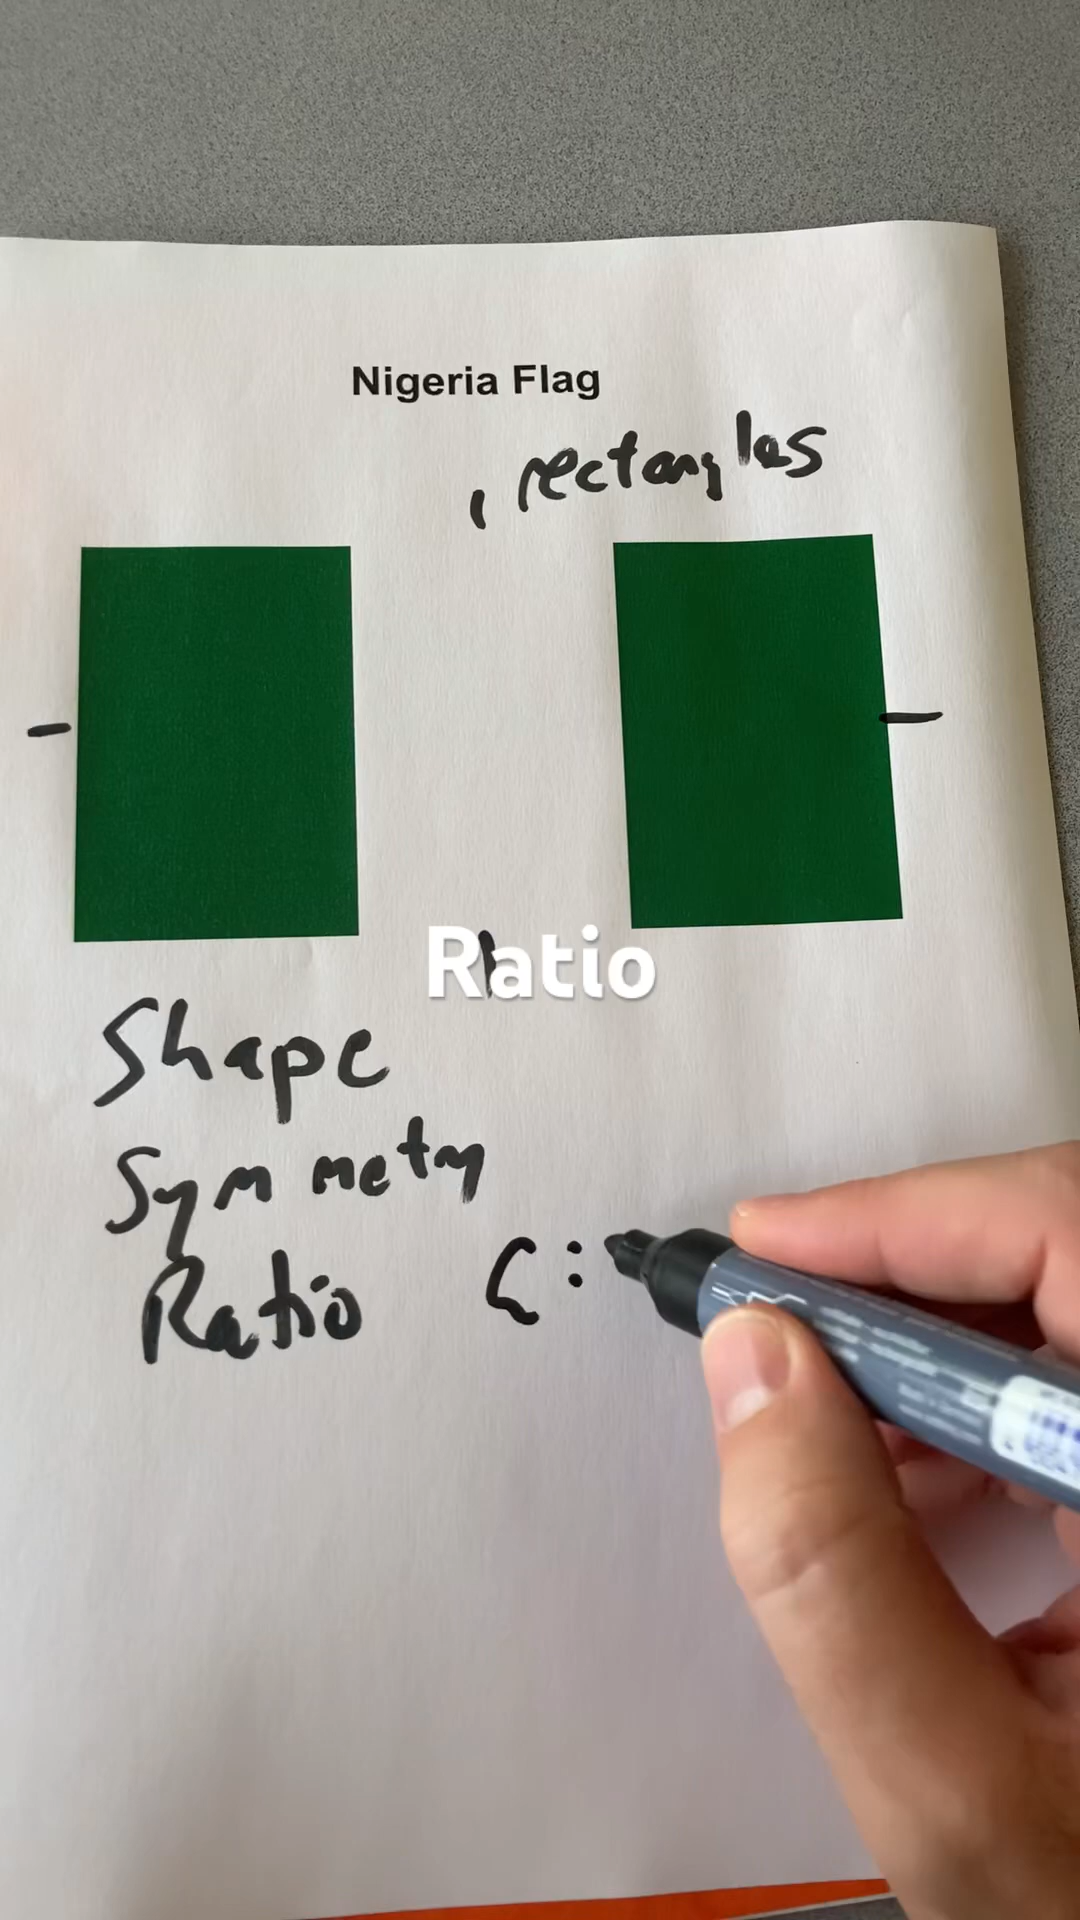 Nigeria Flag
rectangles
Ratio
Shape
Symmetry
Ratio